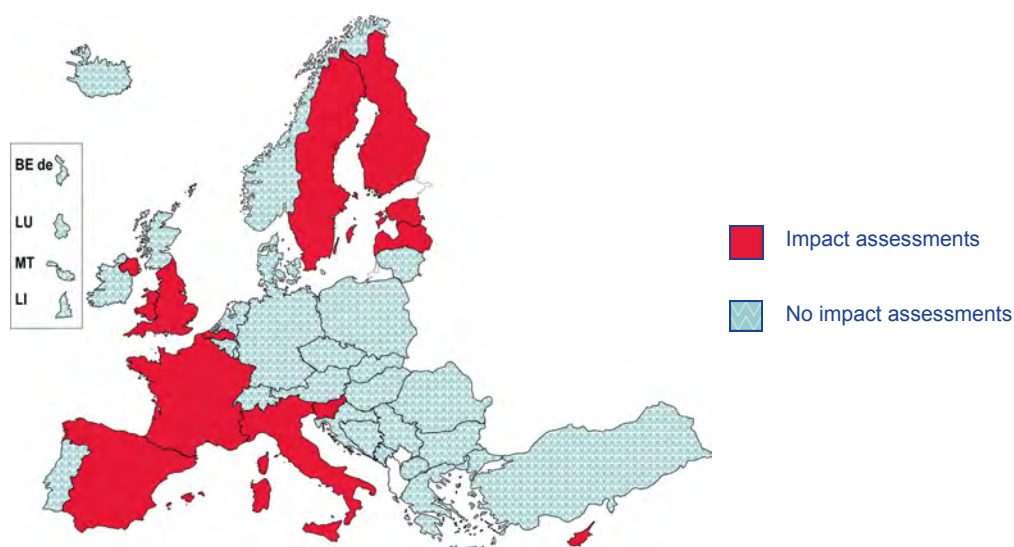 BE de
LU
MT
LI
Impact assessments
No impact assessments